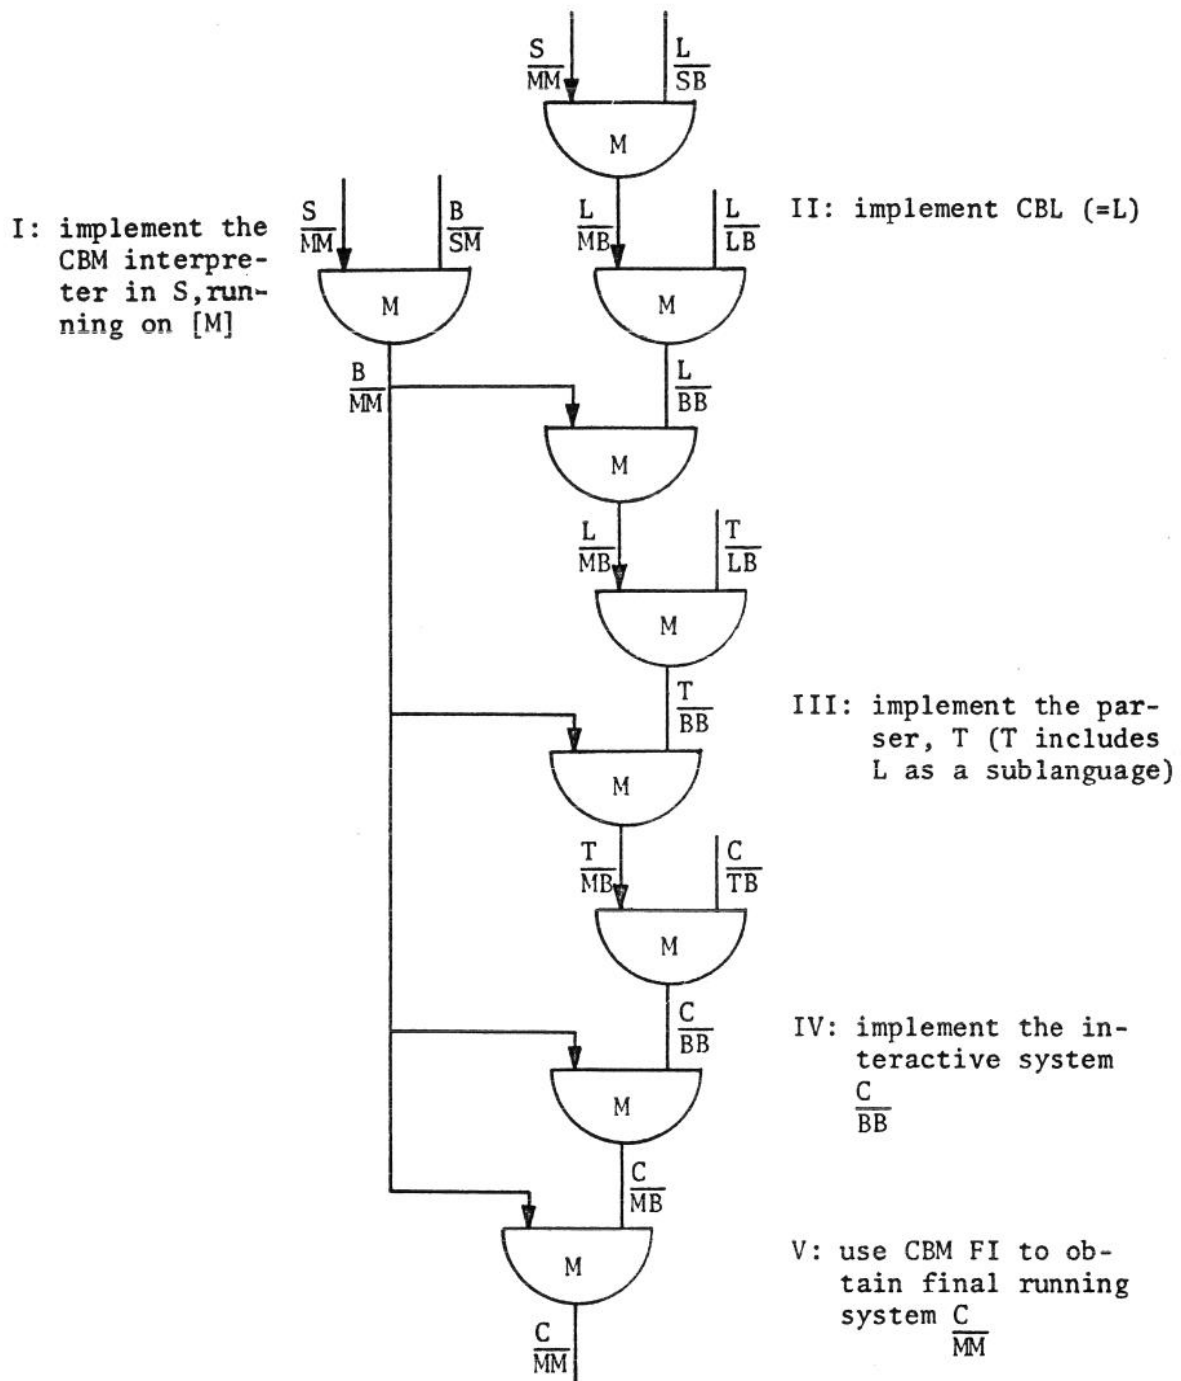 S
MM
L
SB
M
I: implement the
CBM interpre-
ter in S,run-
ning on [M]
S
MM
B
SM
M
L
MB
L
LB
II: implement CBL (=L)
M
B
MM
L
BB
M
L
MB
T
LB
M
T
BB
III: implement the par-
ser, T (T includes
L as a sublanguage)
M
T
MB
C
TB
M
C
BB
IV: implement the in-
teractive system
C
BB
M
C
MB
M
V: use CBM FI to ob-
tain final running
system C
MM
C
MM